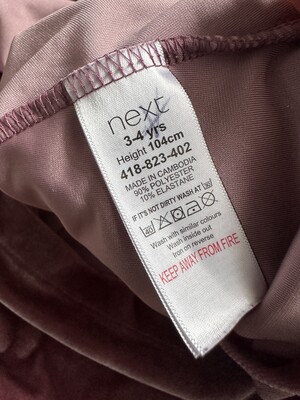 next
3-4 yrs
Height 104cm
418-823-402
MADE IN CAMBODIA
90% POLYESTER
10% ELASTANE
IF IT'S NOT DIRTY WASH AT 30
40
Wash with similar colours
Wash inside out
Iron on reverse
KEEP AWAY FROM FIRE